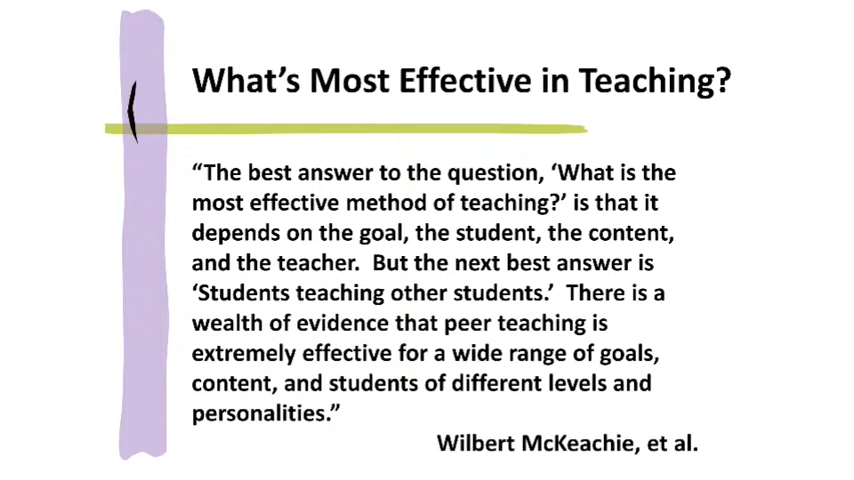 What's Most Effective in Teaching?
“The best answer to the question, ‘What is the
most effective method of teaching?’ is that it
depends on the goal, the student, the content,
and the teacher.  But the next best answer is
‘Students teaching other students.’  There is a
wealth of evidence that peer teaching is
extremely effective for a wide range of goals,
content, and students of different levels and
personalities.”
Wilbert McKeachie, et al.